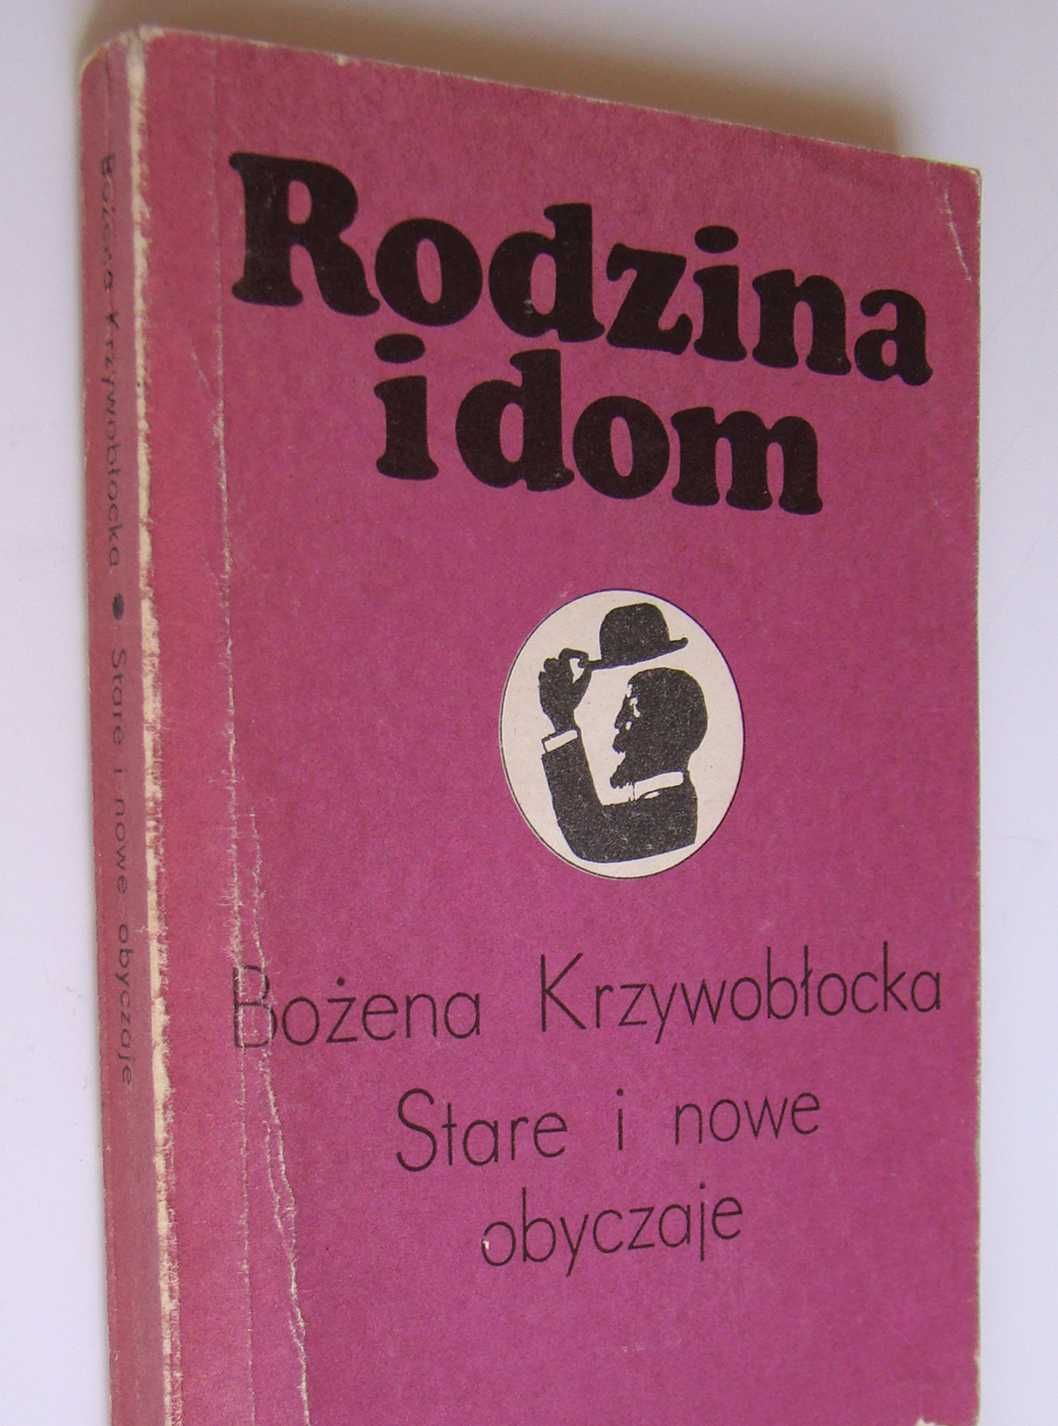 Rodzina
i dom
Bożena Krzywobłocka
Stare i nowe
obyczaje
Bożena Krzywobłocka • Stare i nowe obyczaje